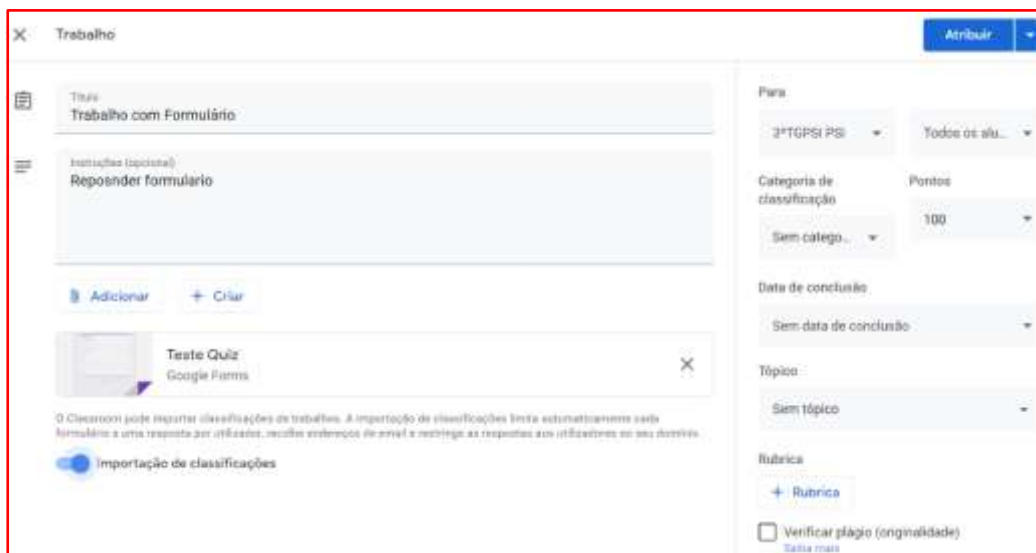 Trabalho
Atribuir
Título
Trabalho com Formulário
Instruções (opcional)
Reposnder formulario
Adicionar
+ Criar
Teste Quiz
Google Forms
O Classroom pode importar classificações de trabalhos. A importação de classificações limita automaticamente cada
formulário a uma resposta por utilizador, recolhe endereços de email e restringe as respostas aos utilizadores no seu domínio.
Importação de classificações
Para
TGPSI PSI
Todos os alu...
Categoria de
classificação
Pontos
Sem catego...
100
Data de conclusão
Sem data de conclusão
Tópico
Sem tópico
Rubrica
+ Rubrica
Verificar plágio (originalidade)
Saiba mais